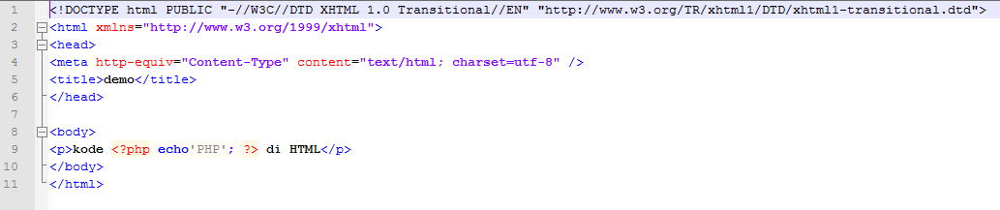 1 <!DOCTYPE html PUBLIC "-//W3C//DTD XHTML 1.0 Transitional//EN" "http://www.w3.org/TR/xhtml1/DTD/xhtml1-transitional.dtd">
2 <html xmlns="http://www.w3.org/1999/xhtml">
3 <head>
4 <meta http-equiv="Content-Type" content="text/html; charset=utf-8" />
5 <title>demo</title>
6 </head>
7
8 <body>
9 <p>kode <?php echo'PHP'; ?> di HTML</p>
10 </body>
11 </html>